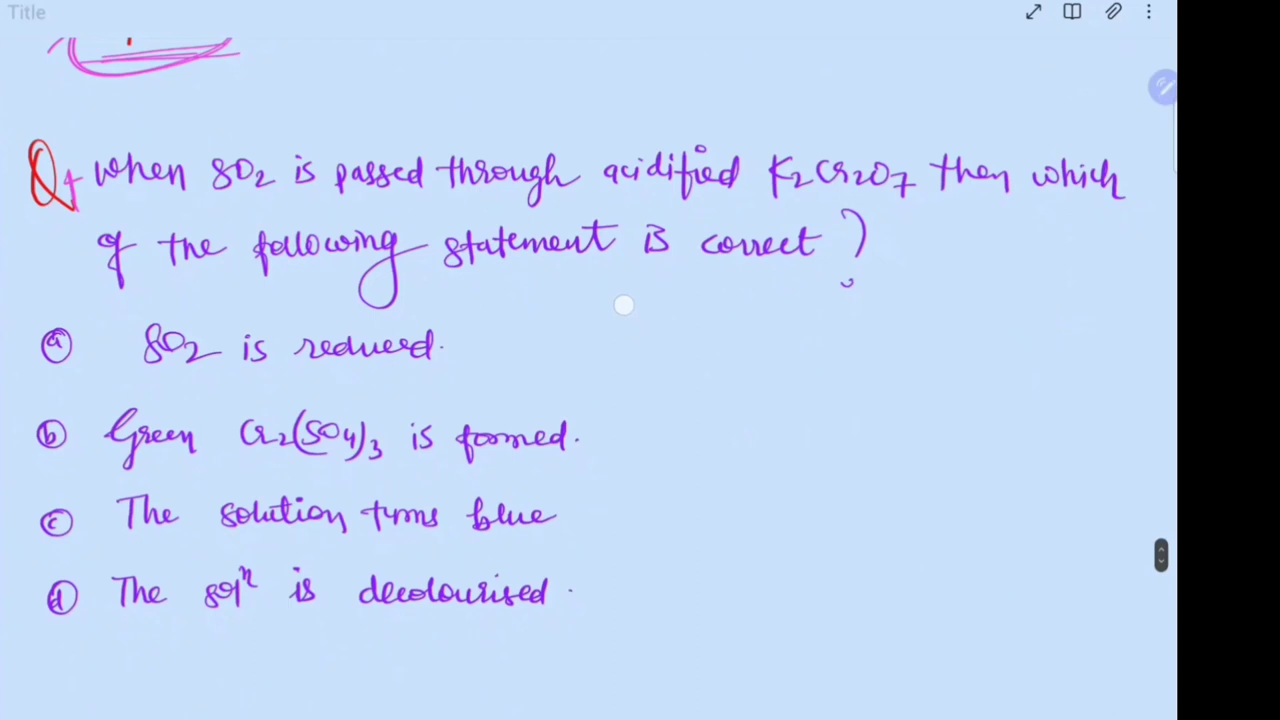 Title
Q+ When SO2 is passed through acidified K2Cr2O7 then which
of the following statement is correct ?
(a) SO2 is reduced.
(b) Green Cr2(SO4)3 is formed.
(c) The solution turns blue
(d) The solⁿ is decolourised.